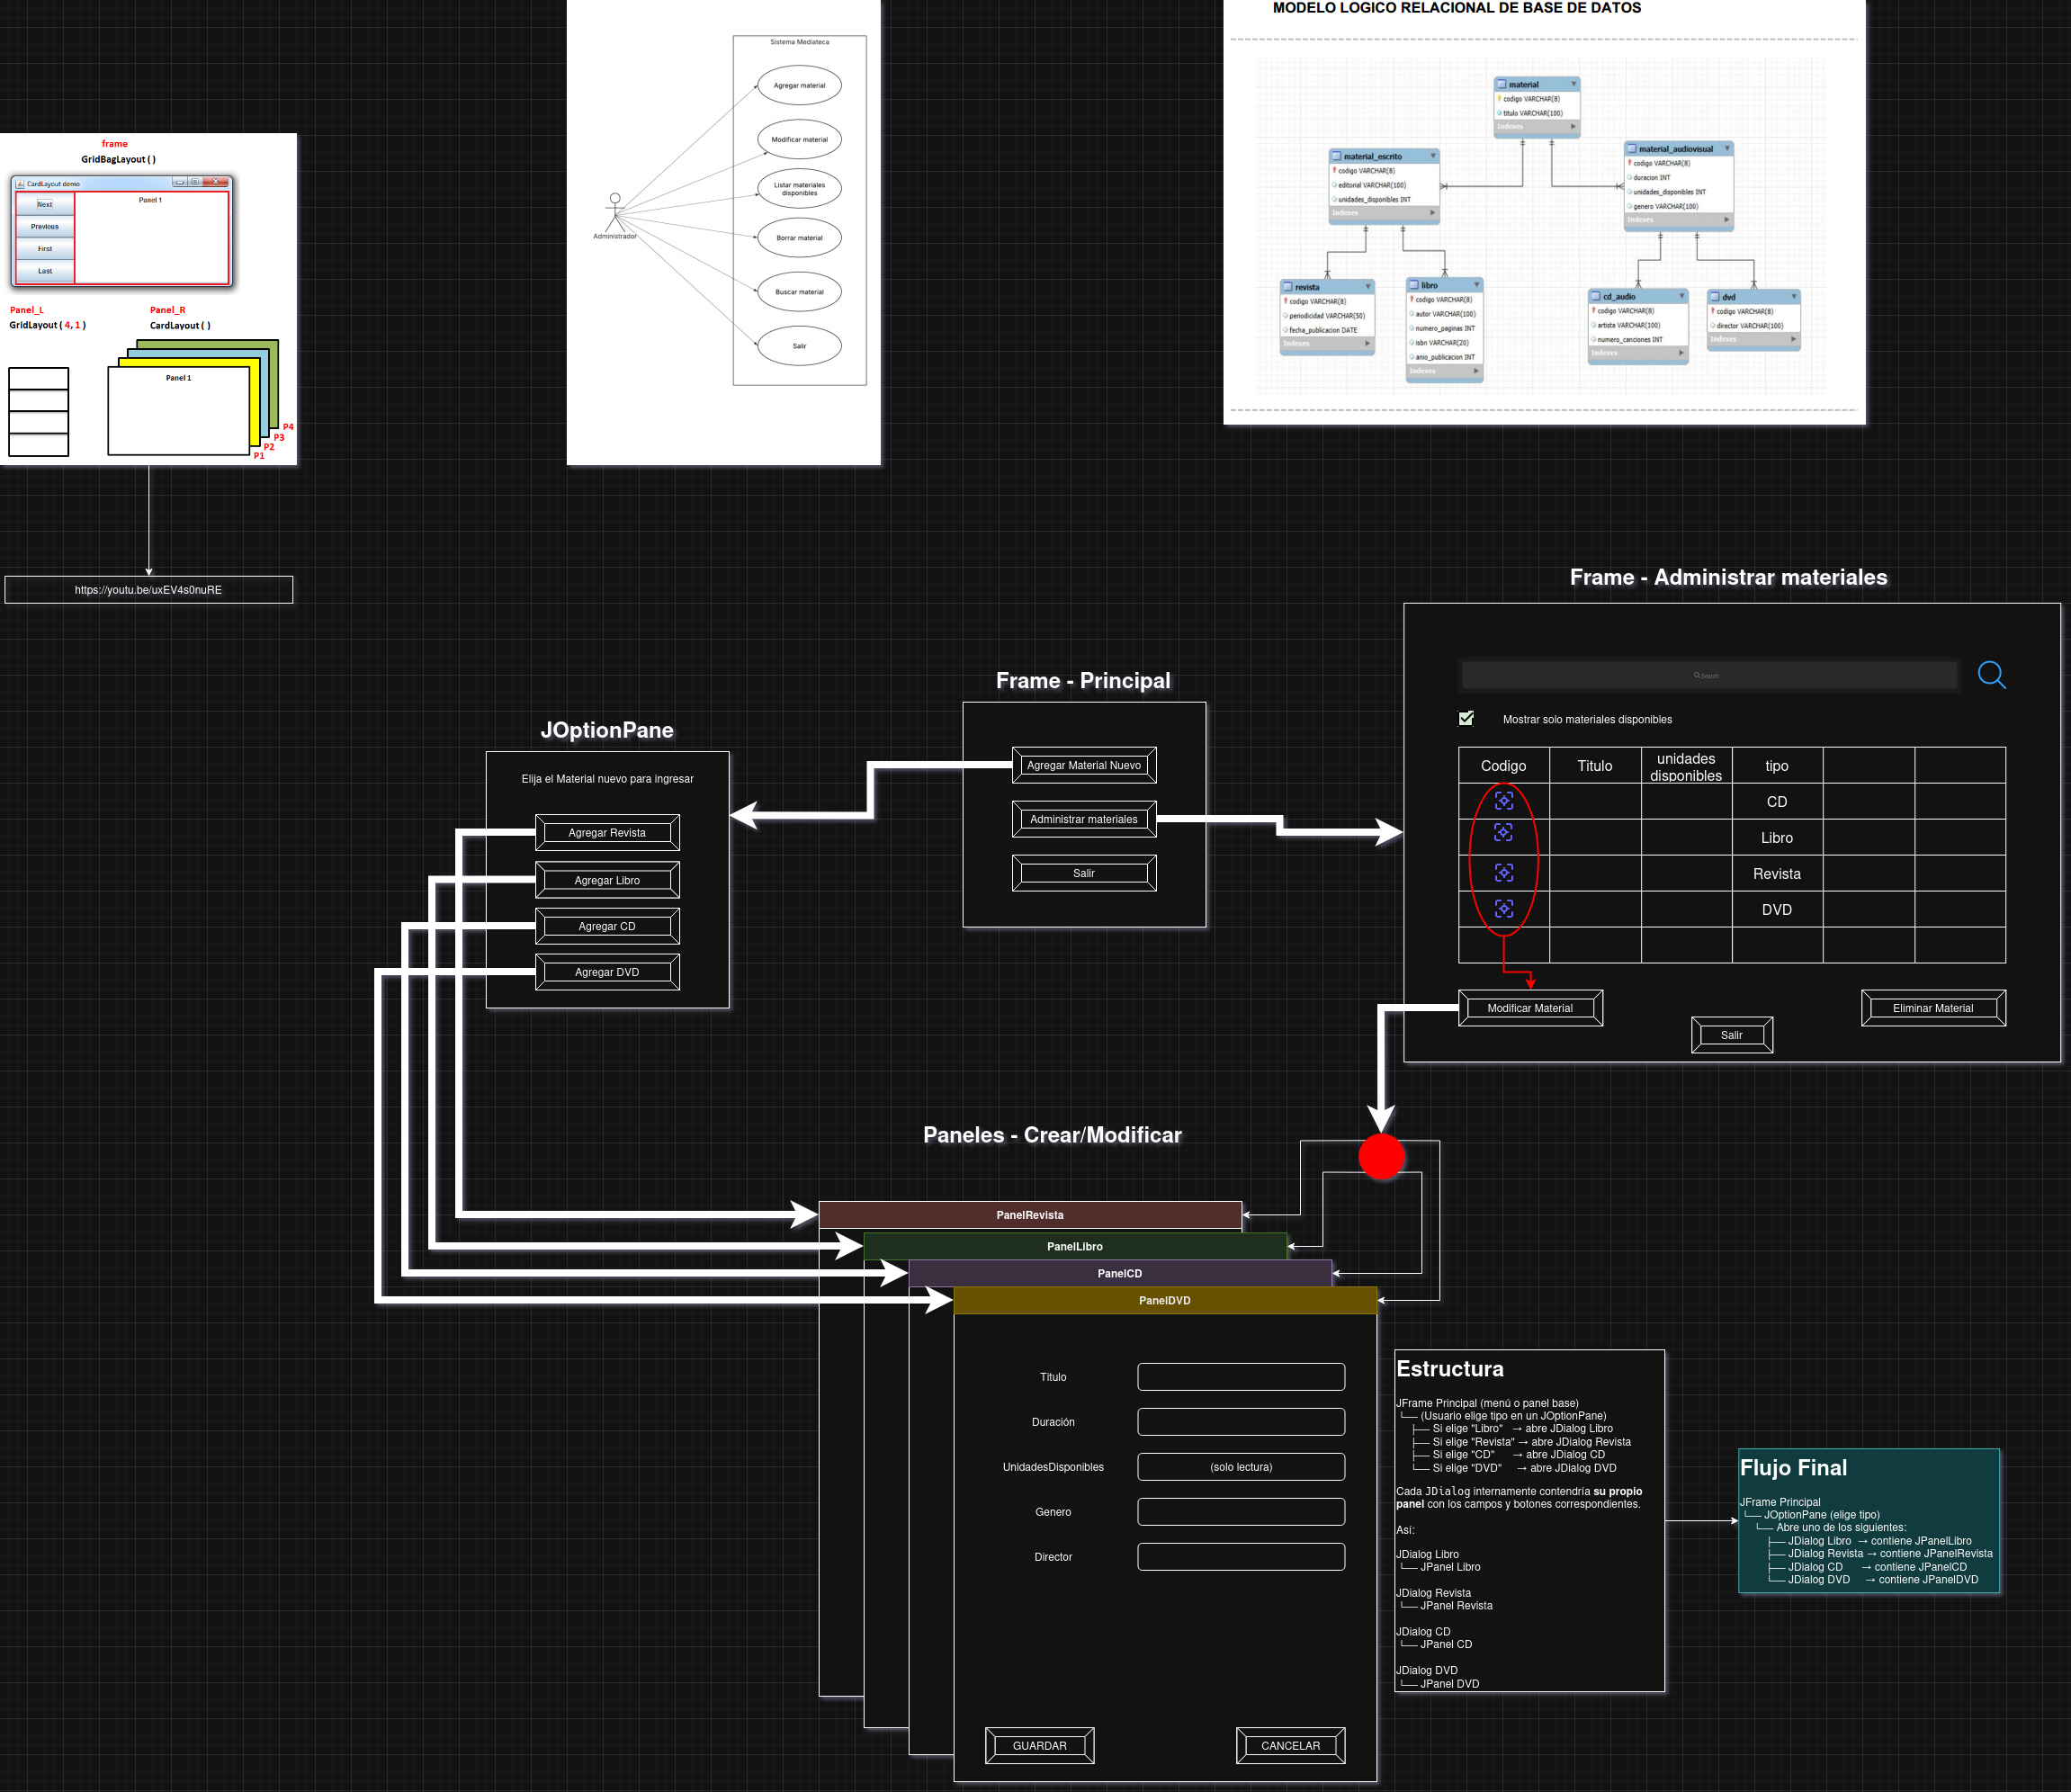 MODELO LOGICO RELACIONAL DE BASE DE DATOS
material
codigo VARCHAR(8)
titulo VARCHAR(100)
Indexes
material_escrito
codigo VARCHAR(8)
editorial VARCHAR(100)
unidades_disponibles INT
Indexes
material_audiovisual
codigo VARCHAR(8)
duracion INT
unidades_disponibles INT
genero VARCHAR(100)
Indexes
revista
codigo VARCHAR(8)
periodicidad VARCHAR(50)
fecha_publicacion DATE
Indexes
libro
codigo VARCHAR(8)
autor VARCHAR(100)
numero_paginas INT
isbn VARCHAR(20)
anio_publicacion INT
Indexes
cd_audio
codigo VARCHAR(8)
artista VARCHAR(100)
numero_canciones INT
Indexes
dvd
codigo VARCHAR(8)
director VARCHAR(100)
Indexes
Sistema Mediateca
Agregar material
Modificar material
Listar materiales
disponibles
Borrar material
Buscar material
Salir
Administrador
frame
GridBagLayout ( )
CardLayout demo
Next
Previous
First
Last
Panel 1
Panel_L
GridLayout ( 4, 1 )
Panel_R
CardLayout ( )
Panel 1
P4
P3
P2
P1
https://youtu.be/uxEV4s0nuRE
Frame - Administrar materiales
Search
Mostrar solo materiales disponibles
Codigo Titulo unidades disponibles tipo
CD
Libro
Revista
DVD
Modificar Material
Salir
Eliminar Material
Frame - Principal
Agregar Material Nuevo
Administrar materiales
Salir
JOptionPane
Elija el Material nuevo para ingresar
Agregar Revista
Agregar Libro
Agregar CD
Agregar DVD
Paneles - Crear/Modificar
PanelRevista
PanelLibro
PanelCD
PanelDVD
Titulo
Duración
UnidadesDisponibles (solo lectura)
Genero
Director
GUARDAR
CANCELAR
Estructura
JFrame Principal (menú o panel base)
└── (Usuario elige tipo en un JOptionPane)
├── Si elige "Libro" → abre JDialog Libro
├── Si elige "Revista" → abre JDialog Revista
├── Si elige "CD" → abre JDialog CD
└── Si elige "DVD" → abre JDialog DVD
Cada JDialog internamente contendría su propio
panel con los campos y botones correspondientes.
Así:
JDialog Libro
└── JPanel Libro
JDialog Revista
└── JPanel Revista
JDialog CD
└── JPanel CD
JDialog DVD
└── JPanel DVD
Flujo Final
JFrame Principal
└── JOptionPane (elige tipo)
└── Abre uno de los siguientes:
├── JDialog Libro → contiene JPanelLibro
├── JDialog Revista → contiene JPanelRevista
├── JDialog CD → contiene JPanelCD
└── JDialog DVD → contiene JPanelDVD